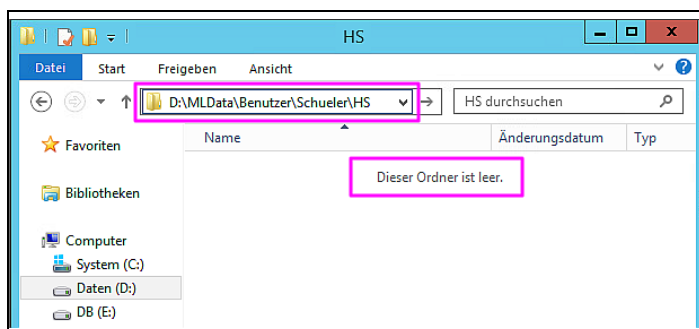 HS
Datei Start Freigeben Ansicht
D:\MLData\Benutzer\Schueler\HS HS durchsuchen
Favoriten Name Änderungsdatum Typ
Dieser Ordner ist leer.
Bibliotheken
Computer
System (C:)
Daten (D:)
DB (E:)